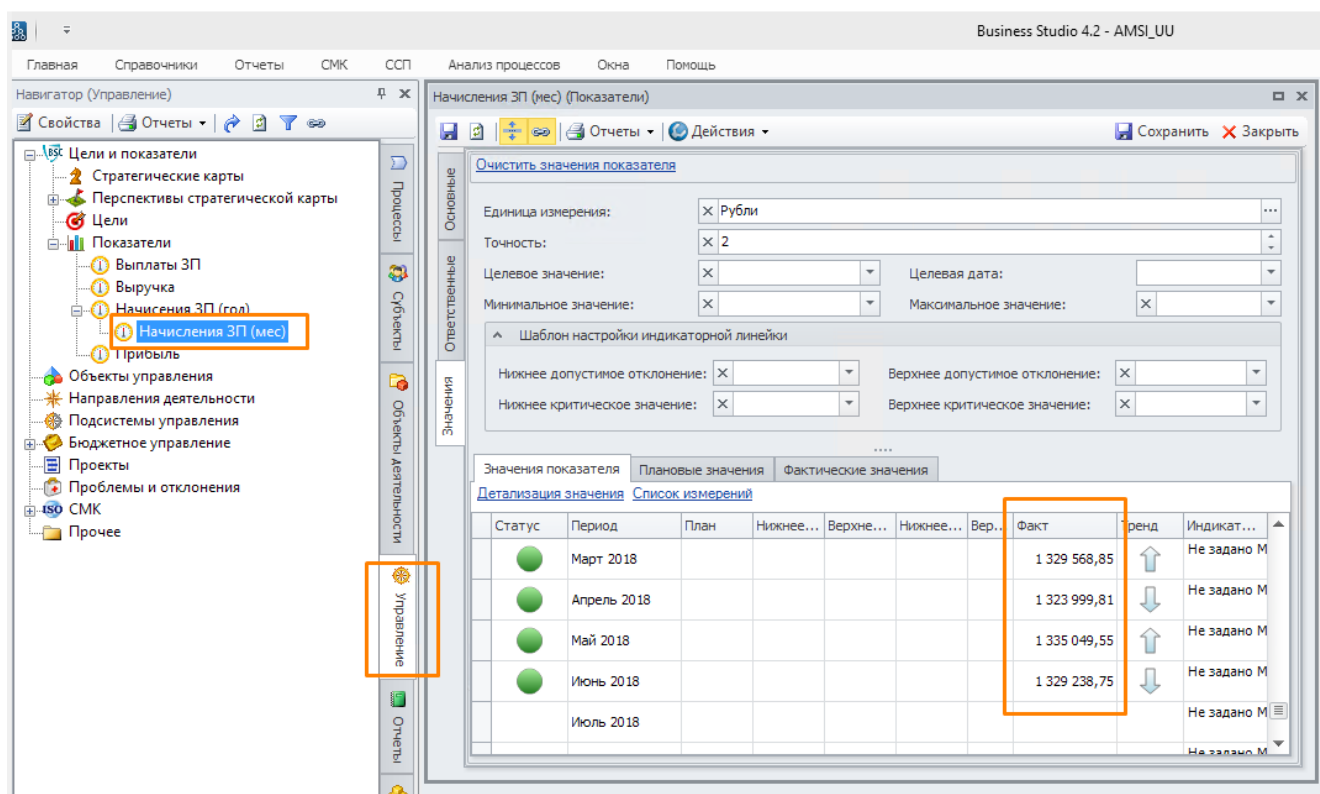 Business Studio 4.2 - AMSI_UU
Главная Справочники Отчеты СМК ССП Анализ процессов Окна Помощь
Навигатор (Управление)
Свойства Отчеты
BSC Цели и показатели
Стратегические карты
Перспективы стратегической карты
Цели
Показатели
Выплаты ЗП
Выручка
Начисения ЗП (год)
Начисления ЗП (мес)
Прибыль
Объекты управления
Направления деятельности
Подсистемы управления
Бюджетное управление
Проекты
Проблемы и отклонения
ISO СМК
Прочее
Процессы
Субъекты
Объекты деятельности
Управление
Отчеты
Начисления ЗП (мес) (Показатели)
Отчеты Действия Сохранить Закрыть
Основные
Ответственные
Значения
Очистить значения показателя
Единица измерения: Рубли
Точность: 2
Целевое значение: Целевая дата:
Минимальное значение: Максимальное значение:
Шаблон настройки индикаторной линейки
Нижнее допустимое отклонение: Верхнее допустимое отклонение:
Нижнее критическое значение: Верхнее критическое значение:
Значения показателя Плановые значения Фактические значения
Детализация значения Список измерений
Статус Период План Нижнее... Верхне... Нижнее... Вер... Факт Тренд Индикат...
Март 2018 1 329 568,85 Не задано М
Апрель 2018 1 323 999,81 Не задано М
Май 2018 1 335 049,55 Не задано М
Июнь 2018 1 329 238,75 Не задано М
Июль 2018 Не задано М
Не задано М